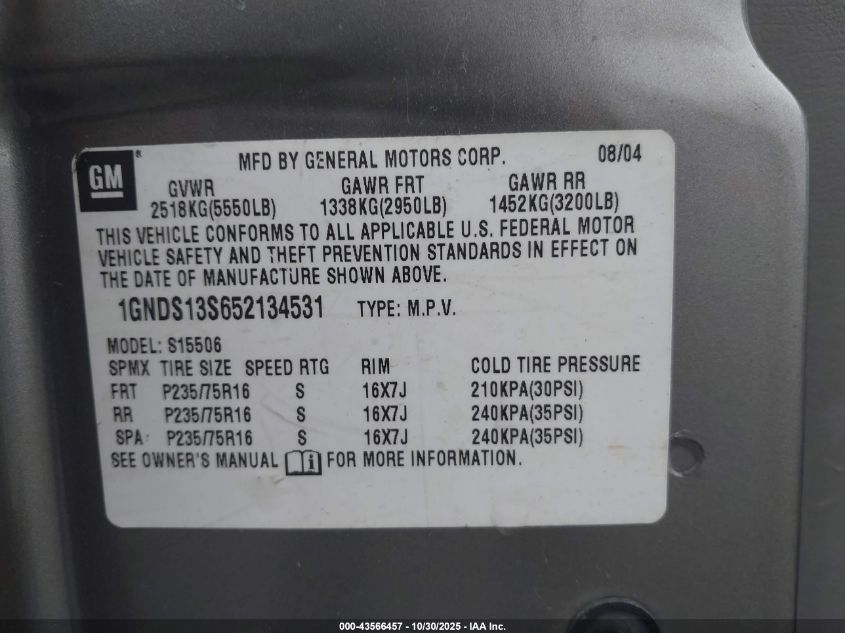 GM®
MFD BY GENERAL MOTORS CORP. 08/04
GVWR GAWR FRT GAWR RR
2518KG(5550LB) 1338KG(2950LB) 1452KG(3200LB)
THIS VEHICLE CONFORMS TO ALL APPLICABLE U.S. FEDERAL MOTOR
VEHICLE SAFETY AND THEFT PREVENTION STANDARDS IN EFFECT ON
THE DATE OF MANUFACTURE SHOWN ABOVE.
1GNDS13S652134531 TYPE: M.P.V.
MODEL: S15506
SPMX TIRE SIZE SPEED RTG RIM COLD TIRE PRESSURE
FRT P235/75R16 S 16X7J 210KPA(30PSI)
RR P235/75R16 S 16X7J 240KPA(35PSI)
SPA: P235/75R16 S 16X7J 240KPA(35PSI)
SEE OWNER'S MANUAL i FOR MORE INFORMATION.
000-43566457 - 10/30/2025 - IAA Inc.